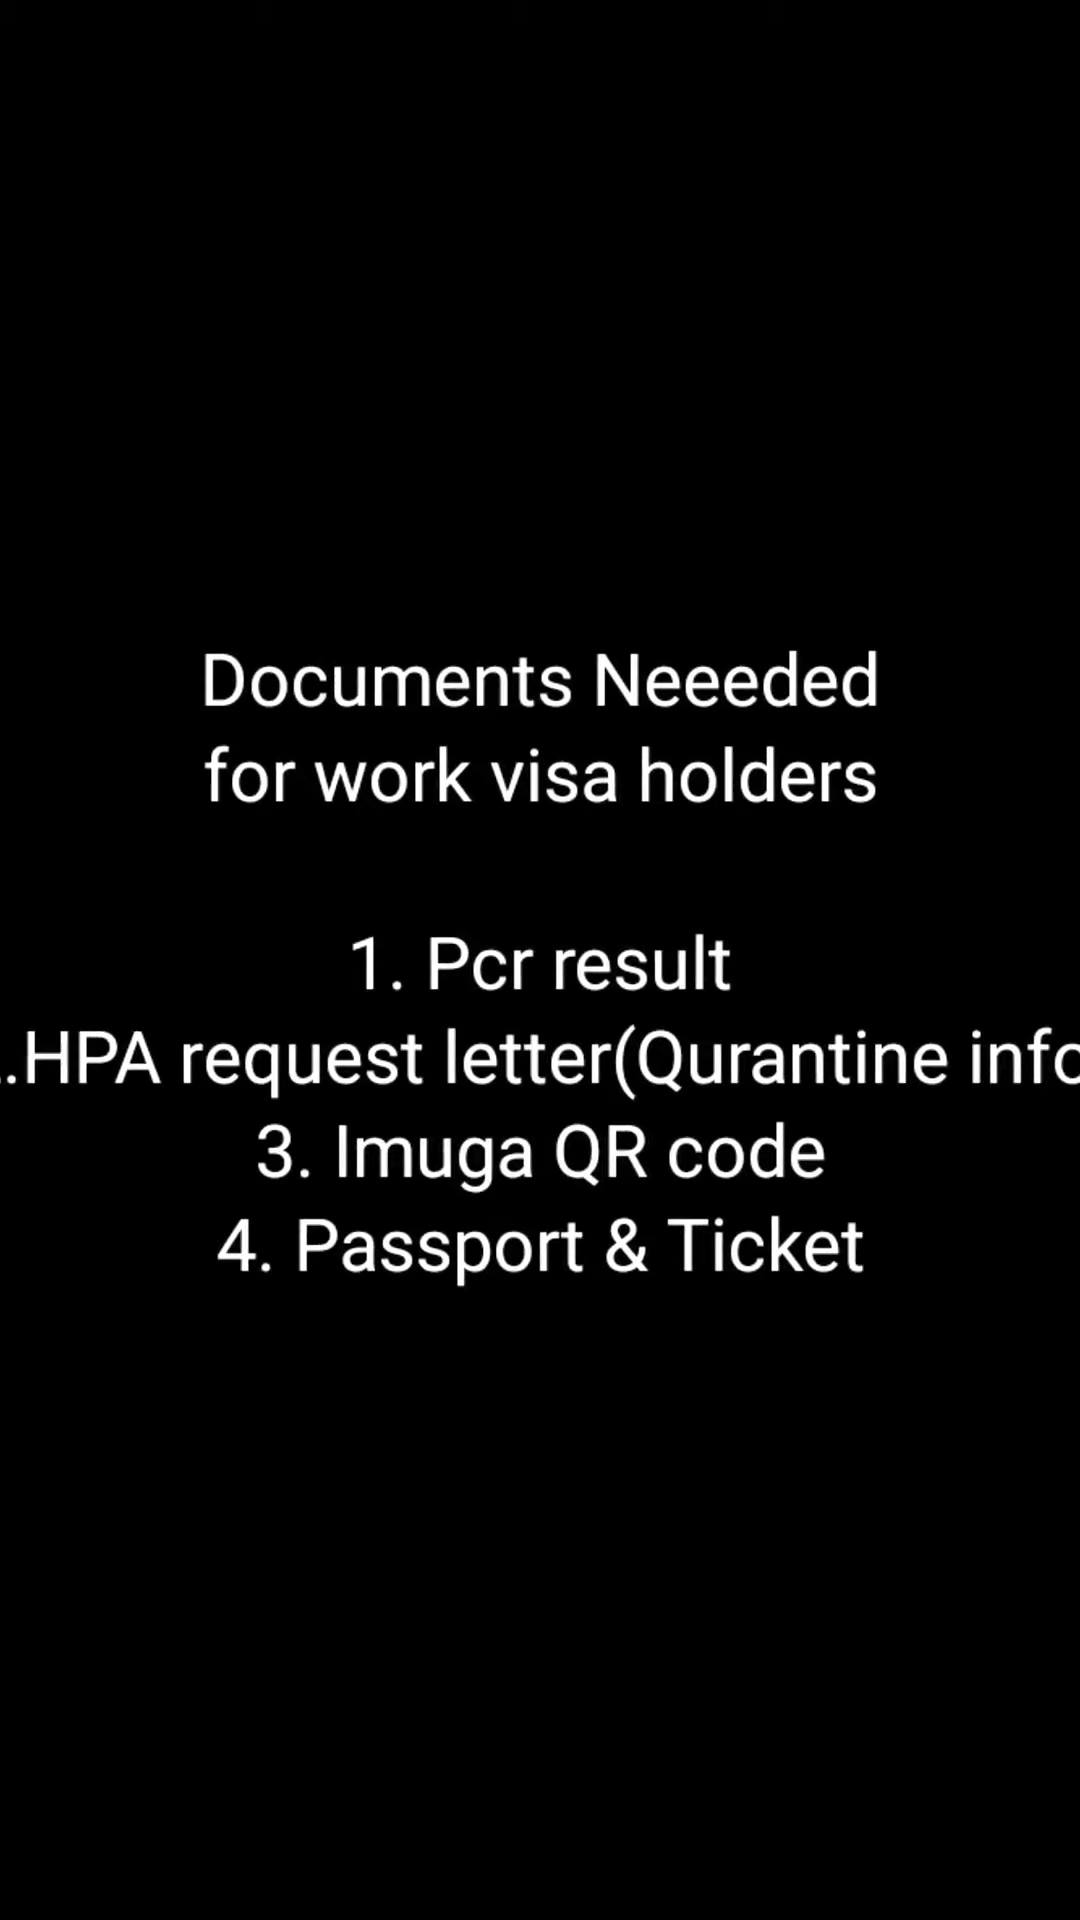 Documents Neeeded
for work visa holders
1. Pcr result
.HPA request letter(Qurantine info
3. Imuga QR code
4. Passport & Ticket